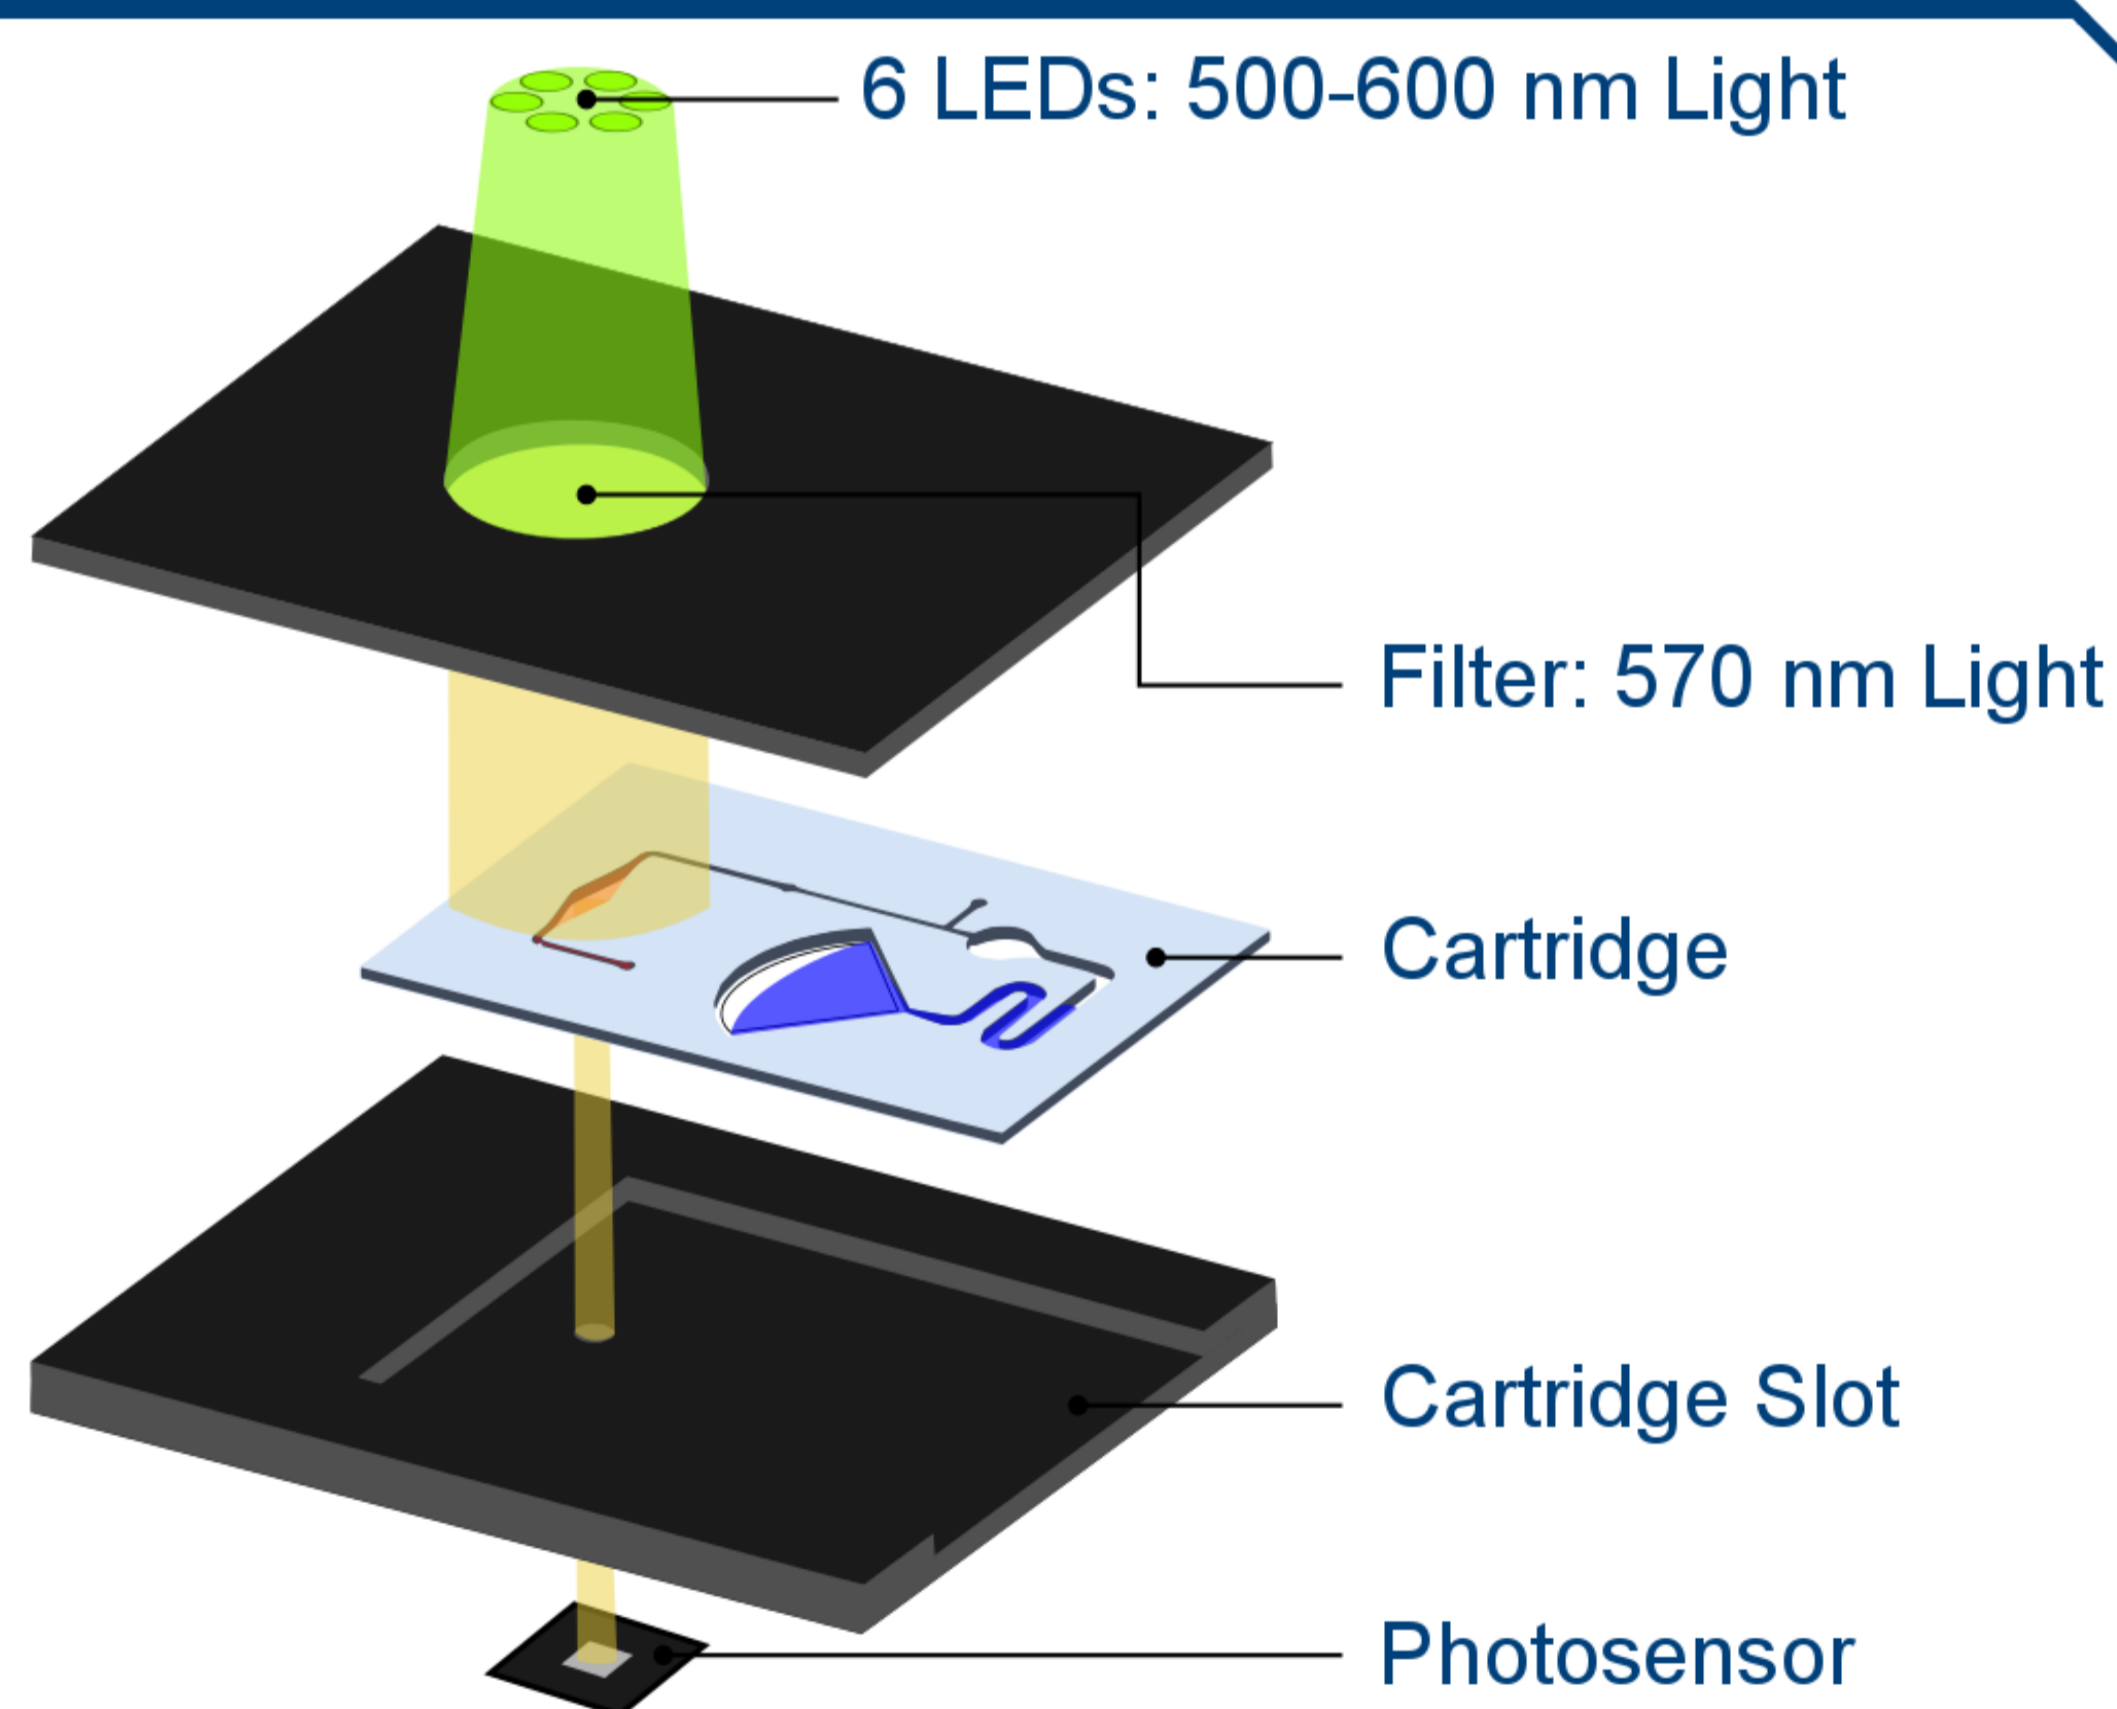 6 LEDs: 500-600 nm Light
Filter: 570 nm Light
Cartridge
Cartridge Slot
Photosensor